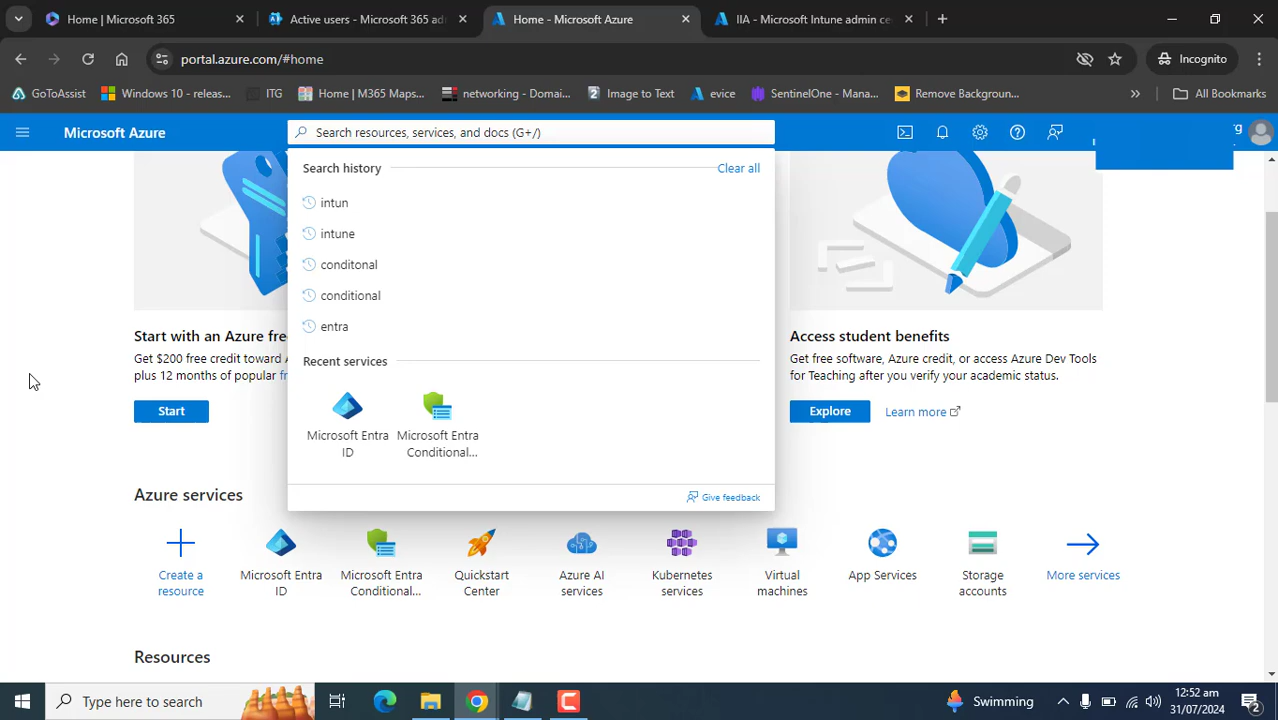 Home | Microsoft 365
Active users - Microsoft 365 ad
Home - Microsoft Azure
IIA - Microsoft Intune admin ce
portal.azure.com/#home
Incognito
GoToAssist
Windows 10 - releas...
ITG
Home | M365 Maps...
networking - Domai...
Image to Text
evice
SentinelOne - Mana...
Remove Backgroun...
All Bookmarks
Microsoft Azure
Search resources, services, and docs (G+/)
Search history
Clear all
intun
intune
conditonal
conditional
entra
Recent services
Microsoft Entra
ID
Microsoft Entra
Conditional...
Give feedback
Start with an Azure fre
Get $200 free credit toward
plus 12 months of popular fr
Start
Access student benefits
Get free software, Azure credit, or access Azure Dev Tools
for Teaching after you verify your academic status.
Explore
Learn more
Azure services
Create a
resource
Microsoft Entra
ID
Microsoft Entra
Conditional...
Quickstart
Center
Azure AI
services
Kubernetes
services
Virtual
machines
App Services
Storage
accounts
More services
Resources
Type here to search
Swimming
12:52 am
31/07/2024
2